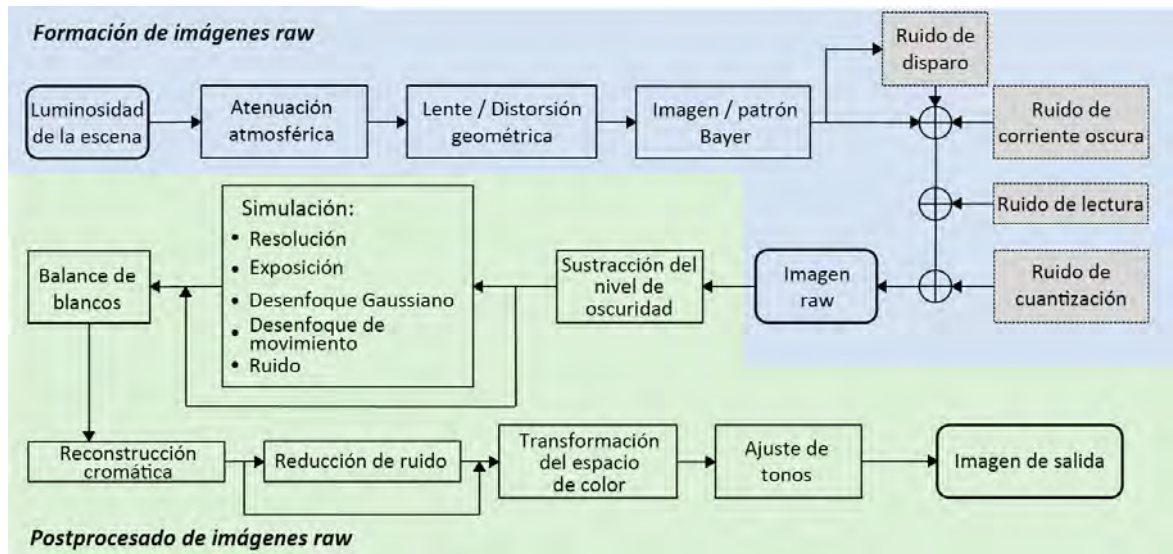 Formación de imágenes raw
Luminosidad
de la escena
Atenuación
atmosférica
Lente / Distorsión
geométrica
Imagen / patrón
Bayer
Ruido de
disparo
Ruido de
corriente oscura
Ruido de lectura
Ruido de
cuantización
Imagen
raw
Sustracción del
nivel de
oscuridad
Simulación:
• Resolución
• Exposición
• Desenfoque Gaussiano
• Desenfoque de
movimiento
• Ruido
Balance de
blancos
Reconstrucción
cromática
Reducción de ruido
Transformación
del espacio
de color
Ajuste de
tonos
Imagen de salida
Postprocesado de imágenes raw